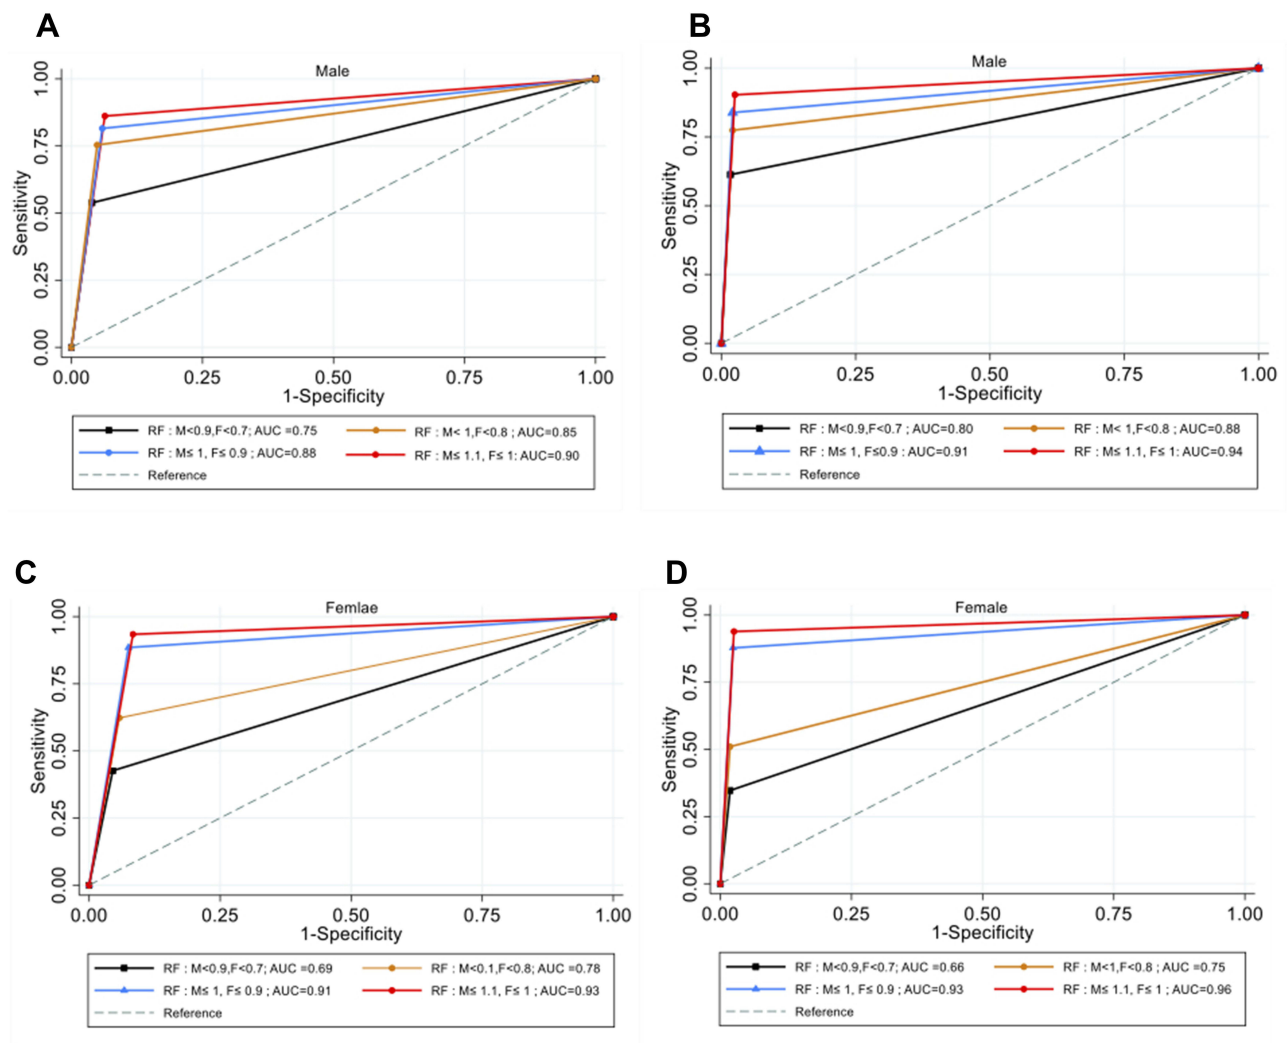 A
Male
Sensitivity
1.00
0.75
0.50
0.25
0.00
0.00 0.25 0.50 0.75 1.00
1-Specificity
RF : M<0.9,F<0.7; AUC =0.75 RF : M< 1,F<0.8 ; AUC=0.85
RF : M≤ 1, F≤ 0.9 ; AUC=0.88 RF : M≤ 1.1, F≤ 1: AUC=0.90
Reference
B
Male
Sensitivity
1.00
0.75
0.50
0.25
0.00
0.00 0.25 0.50 0.75 1.00
1-Specificity
RF : M<0.9,F<0.7 ; AUC=0.80 RF : M< 1,F<0.8 ; AUC=0.88
RF : M≤ 1, F≤0.9 : AUC=0.91 RF : M≤ 1.1, F≤ 1: AUC=0.94
Reference
C
Femlae
Sensitivity
1.00
0.75
0.50
0.25
0.00
0.00 0.25 0.50 0.75 1.00
1-Specificity
RF : M<0.9,F<0.7; AUC =0.69 RF : M<0.1,F<0.8; AUC =0.78
RF : M≤ 1, F≤ 0.9 ; AUC=0.91 RF : M≤ 1.1, F≤ 1 ; AUC=0.93
Reference
D
Female
Sensitivity
1.00
0.75
0.50
0.25
0.00
0.00 0.25 0.50 0.75 1.00
1-Specificity
RF : M<0.9,F<0.7; AUC =0.66 RF : M<1,F<0.8 ; AUC =0.75
RF : M≤ 1, F≤ 0.9 ; AUC=0.93 RF : M≤ 1.1, F≤ 1 ; AUC=0.96
Reference